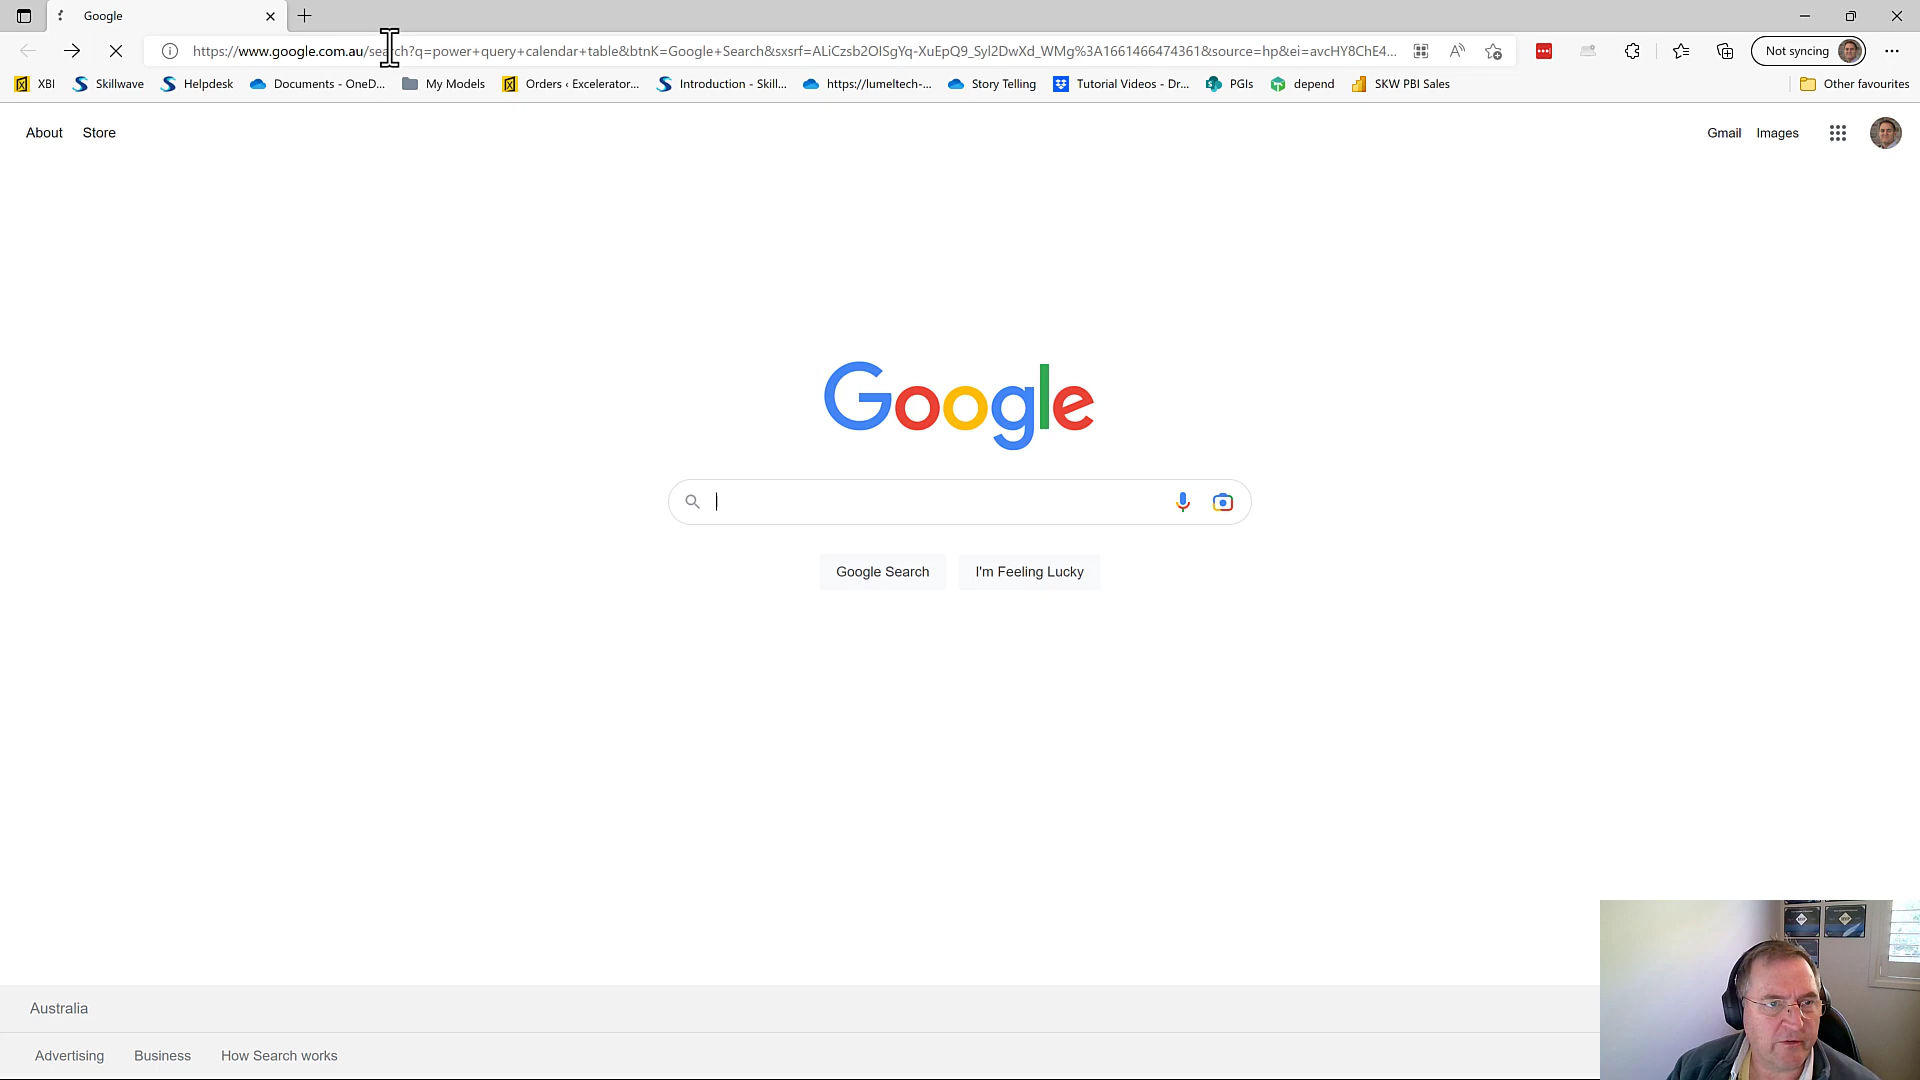 Google
https://www.google.com.au/search?q=power+query+calendar+table&btnK=Google+Search&sxsrf=ALiCzsb2OISgYq-XuEpQ9_Syl2DwXd_WMg%3A1661466474361&source=hp&ei=avcHY8ChE4...
Not syncing
XBI Skillwave Helpdesk Documents - OneD... My Models Orders ‹ Excelerator... Introduction - Skill... https://lumeltech-... Story Telling Tutorial Videos - Dr... PGIs depend SKW PBI Sales Other favourites
About Store Gmail Images
Google
Google Search I'm Feeling Lucky
Australia
Advertising Business How Search works